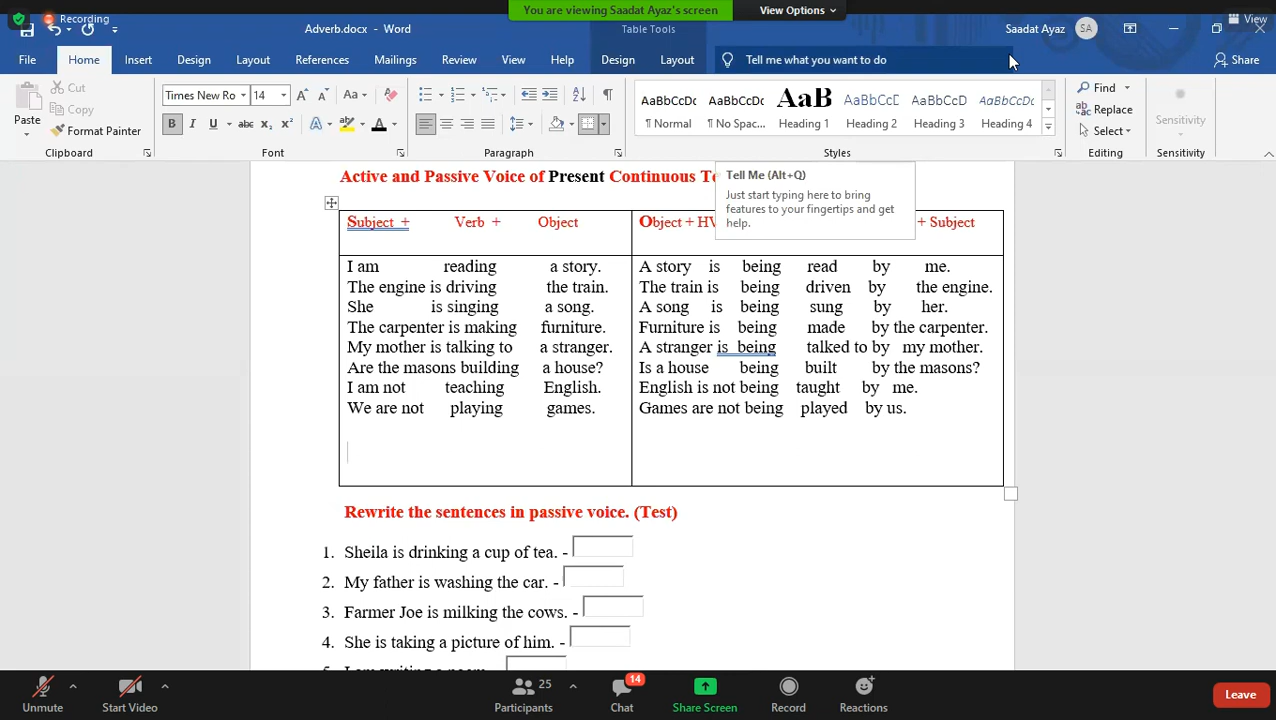 Recording
You are viewing Saadat Ayaz's screen
View Options
View
Adverb.docx - Word
Table Tools
Saadat Ayaz
SA
File
Home
Insert
Design
Layout
References
Mailings
Review
View
Help
Design
Layout
Tell me what you want to do
Share
Paste
Cut
Copy
Format Painter
Clipboard
Times New Ro
14
Font
Paragraph
AaBbCcDc
¶ Normal
AaBbCcDc
¶ No Spac...
AaB
Heading 1
AaBbCcDc
Heading 2
AaBbCcDc
Heading 3
AaBbCcDc
Heading 4
Styles
Find
Replace
Select
Editing
Sensitivity
Sensitivity
Active and Passive Voice of Present Continuous Te
Tell Me (Alt+Q)
Just start typing here to bring
features to your fingertips and get
help.
Subject + Verb + Object
Object + HV + Subject
I am reading a story.
The engine is driving the train.
She is singing a song.
The carpenter is making furniture.
My mother is talking to a stranger.
Are the masons building a house?
I am not teaching English.
We are not playing games.
A story is being read by me.
The train is being driven by the engine.
A song is being sung by her.
Furniture is being made by the carpenter.
A stranger is being talked to by my mother.
Is a house being built by the masons?
English is not being taught by me.
Games are not being played by us.
Rewrite the sentences in passive voice. (Test)
1. Sheila is drinking a cup of tea. -
2. My father is washing the car. -
3. Farmer Joe is milking the cows. -
4. She is taking a picture of him. -
5. I am writing a poem. -
Unmute
Start Video
25
Participants
14
Chat
Share Screen
Record
Reactions
Leave